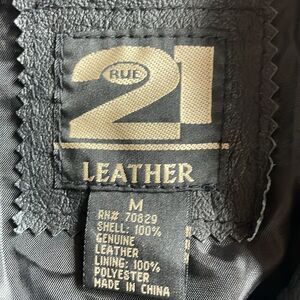 RUE
21
LEATHER
M
RN# 70829
SHELL: 100%
GENUINE
LEATHER
LINING: 100%
POLYESTER
MADE IN CHINA